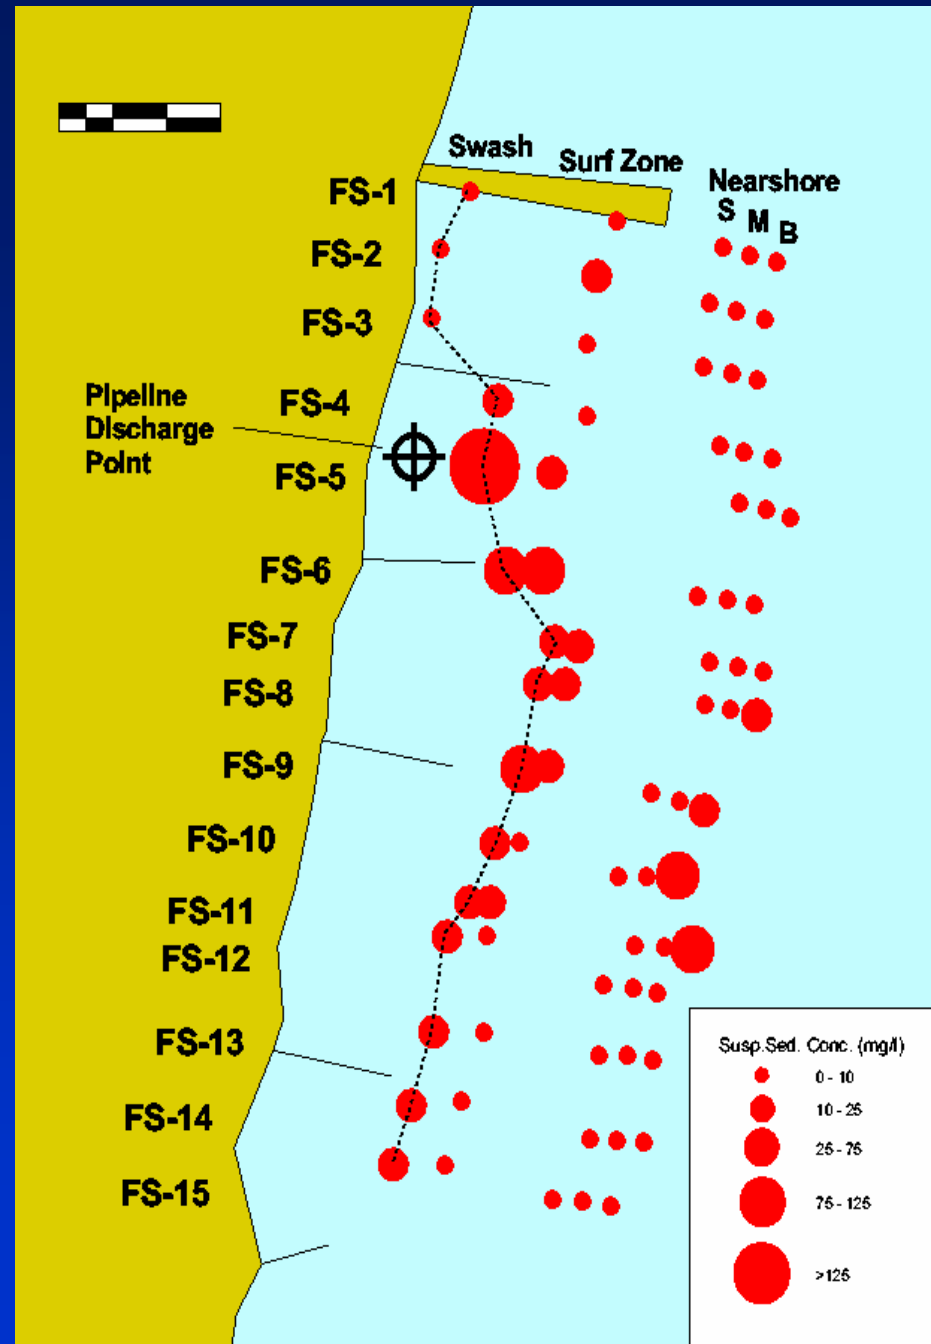 Swash
Surf Zone
Nearshore
S M B
FS-1
FS-2
FS-3
Pipeline
Discharge
Point
FS-4
FS-5
FS-6
FS-7
FS-8
FS-9
FS-10
FS-11
FS-12
FS-13
FS-14
FS-15
Susp.Sed. Conc. (mg/l)
0 - 10
10 - 25
25 - 75
75 - 125
>125